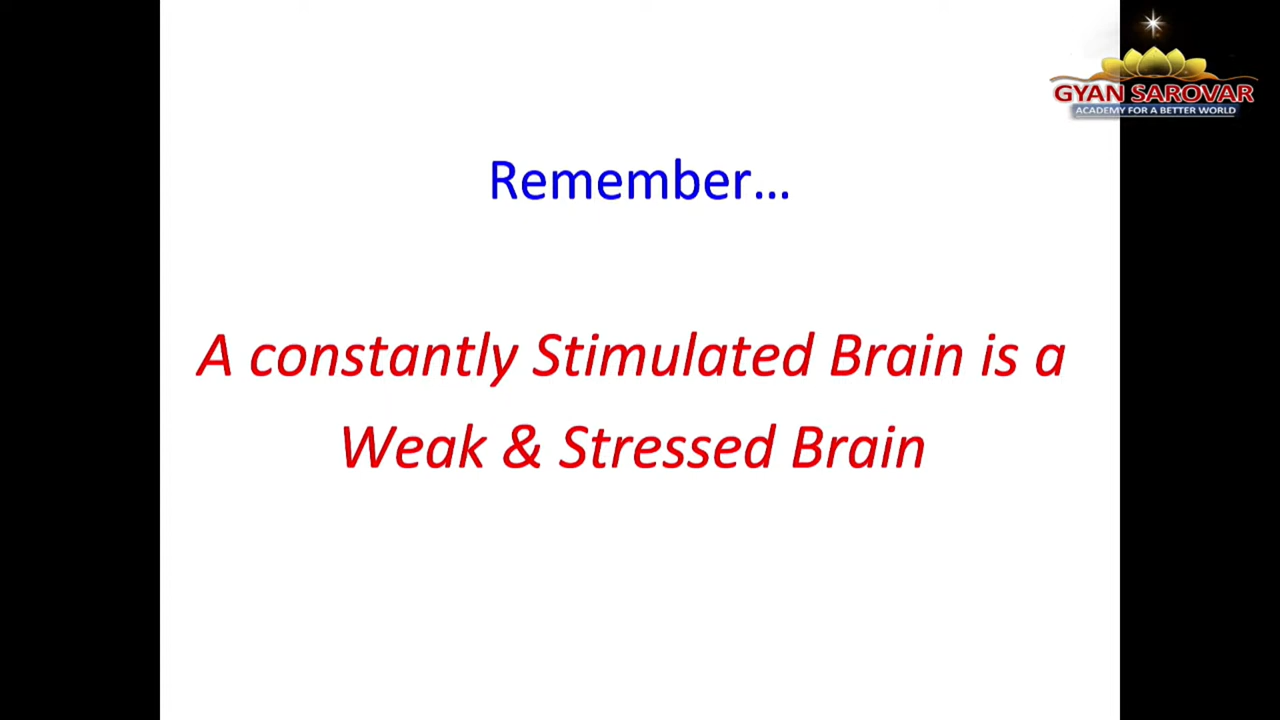 GYAN SAROVAR
ACADEMY FOR A BETTER WORLD
Remember...
A constantly Stimulated Brain is a
Weak & Stressed Brain